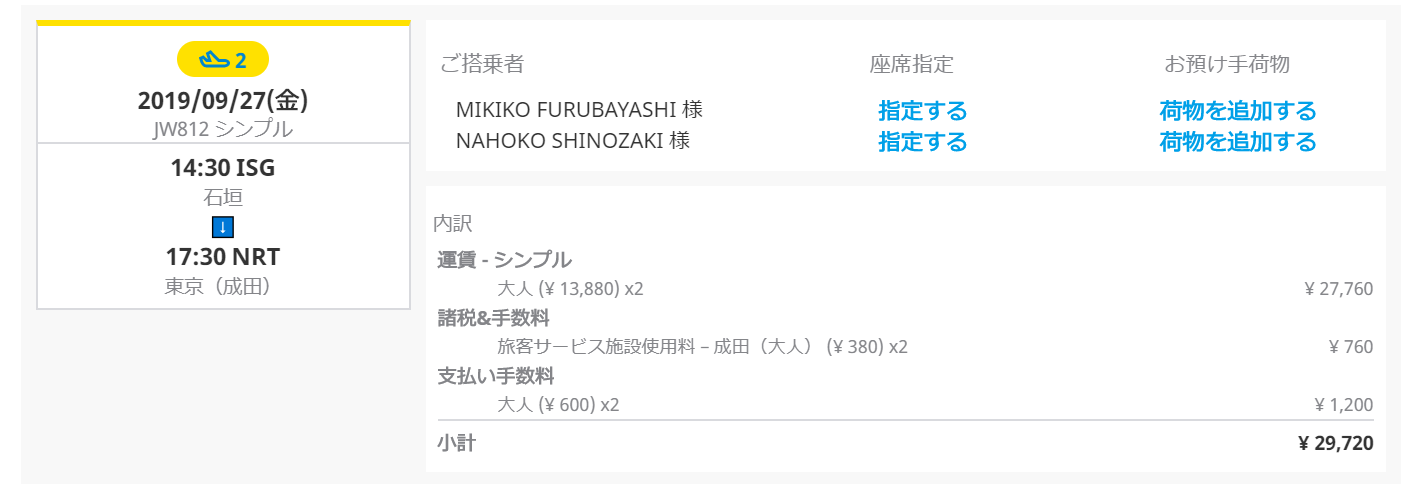 2
2019/09/27(金)
JW812 シンプル
14:30 ISG
石垣
↓
17:30 NRT
東京（成田）
ご搭乗者 座席指定 お預け手荷物
MIKIKO FURUBAYASHI 様 指定する 荷物を追加する
NAHOKO SHINOZAKI 様 指定する 荷物を追加する
内訳
運賃 - シンプル
大人 (¥ 13,880) x2 ¥ 27,760
諸税&手数料
旅客サービス施設使用料 – 成田（大人） (¥ 380) x2 ¥ 760
支払い手数料
大人 (¥ 600) x2 ¥ 1,200
小計 ¥ 29,720